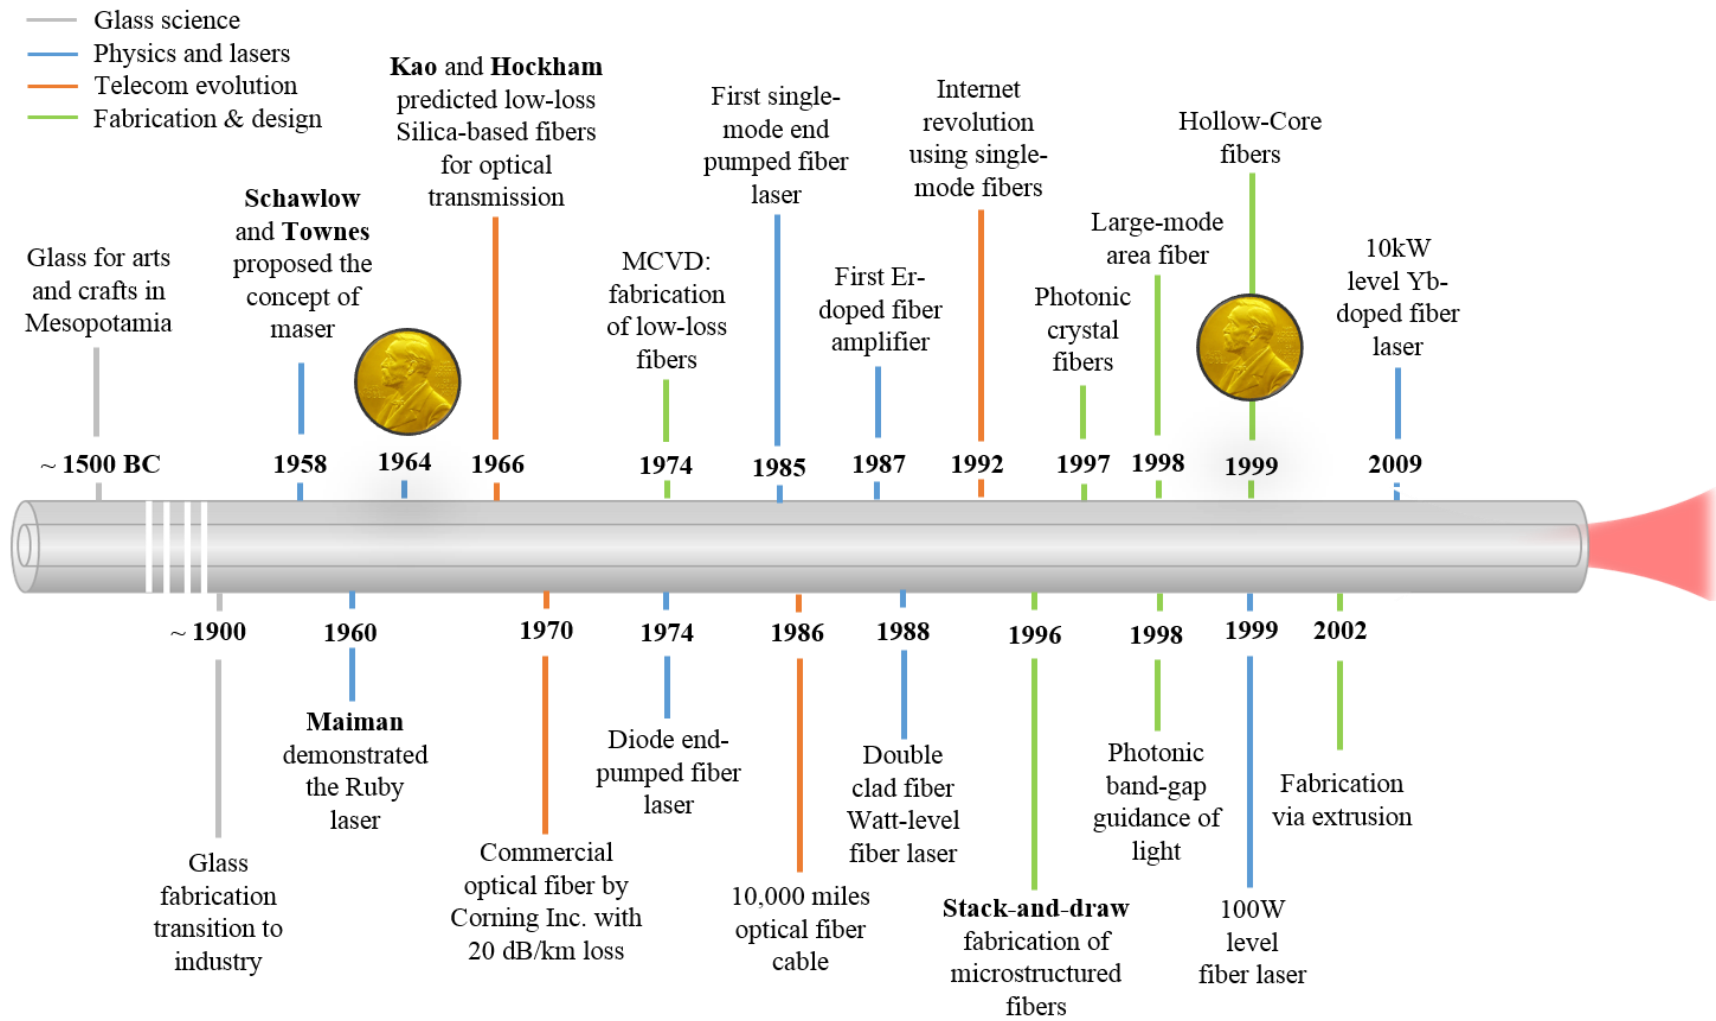 Glass science
Physics and lasers
Telecom evolution
Fabrication & design
Glass for arts
and crafts in
Mesopotamia
~ 1500 BC
Schawlow
and Townes
proposed the
concept of
maser
1958
1964
Kao and Hockham
predicted low-loss
Silica-based fibers
for optical
transmission
1966
MCVD:
fabrication
of low-loss
fibers
1974
First single-
mode end
pumped fiber
laser
1985
First Er-
doped fiber
amplifier
1987
Internet
revolution
using single-
mode fibers
1992
Photonic
crystal
fibers
1997
Large-mode
area fiber
1998
Hollow-Core
fibers
1999
10kW
level Yb-
doped fiber
laser
2009
~ 1900
Glass
fabrication
transition to
industry
1960
Maiman
demonstrated
the Ruby
laser
1970
Commercial
optical fiber by
Corning Inc. with
20 dB/km loss
1974
Diode end-
pumped fiber
laser
1986
10,000 miles
optical fiber
cable
1988
Double
clad fiber
Watt-level
fiber laser
1996
Stack-and-draw
fabrication of
microstructured
fibers
1998
Photonic
band-gap
guidance of
light
1999
100W
level
fiber laser
2002
Fabrication
via extrusion